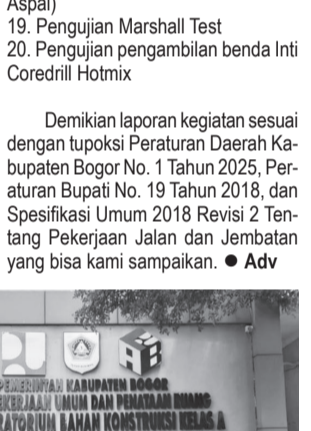 Aspal)
19. Pengujian Marshall Test
20. Pengujian pengambilan benda Inti
Coredrill Hotmix
Demikian laporan kegiatan sesuai
dengan tupoksi Peraturan Daerah Ka-
bupaten Bogor No. 1 Tahun 2025, Per-
aturan Bupati No. 19 Tahun 2018, dan
Spesifikasi Umum 2018 Revisi 2 Ten-
tang Pekerjaan Jalan dan Jembatan
yang bisa kami sampaikan. ● Adv
PEMERINTAH KABUPATEN BOGOR
EKERJAAN UMUM DAN PENATAAN RUANG
RATORIUM BAHAN KONSTRUKSI KELAS A